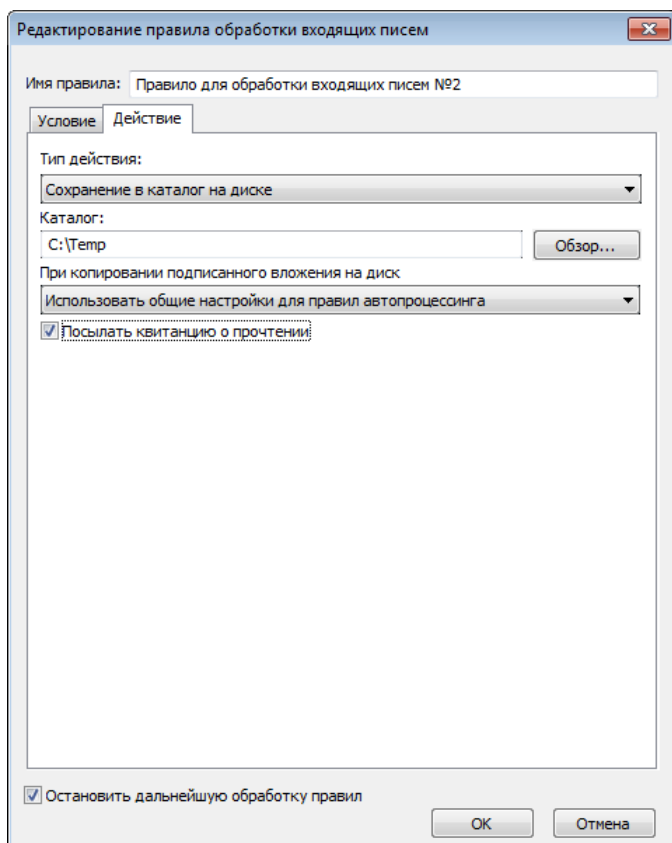 Редактирование правила обработки входящих писем
Имя правила: Правило для обработки входящих писем №2
Условие Действие
Тип действия:
Сохранение в каталог на диске
Каталог:
C:\Temp Обзор...
При копировании подписанного вложения на диск
Использовать общие настройки для правил автопроцессинга
Посылать квитанцию о прочтении
Остановить дальнейшую обработку правил
ОК Отмена